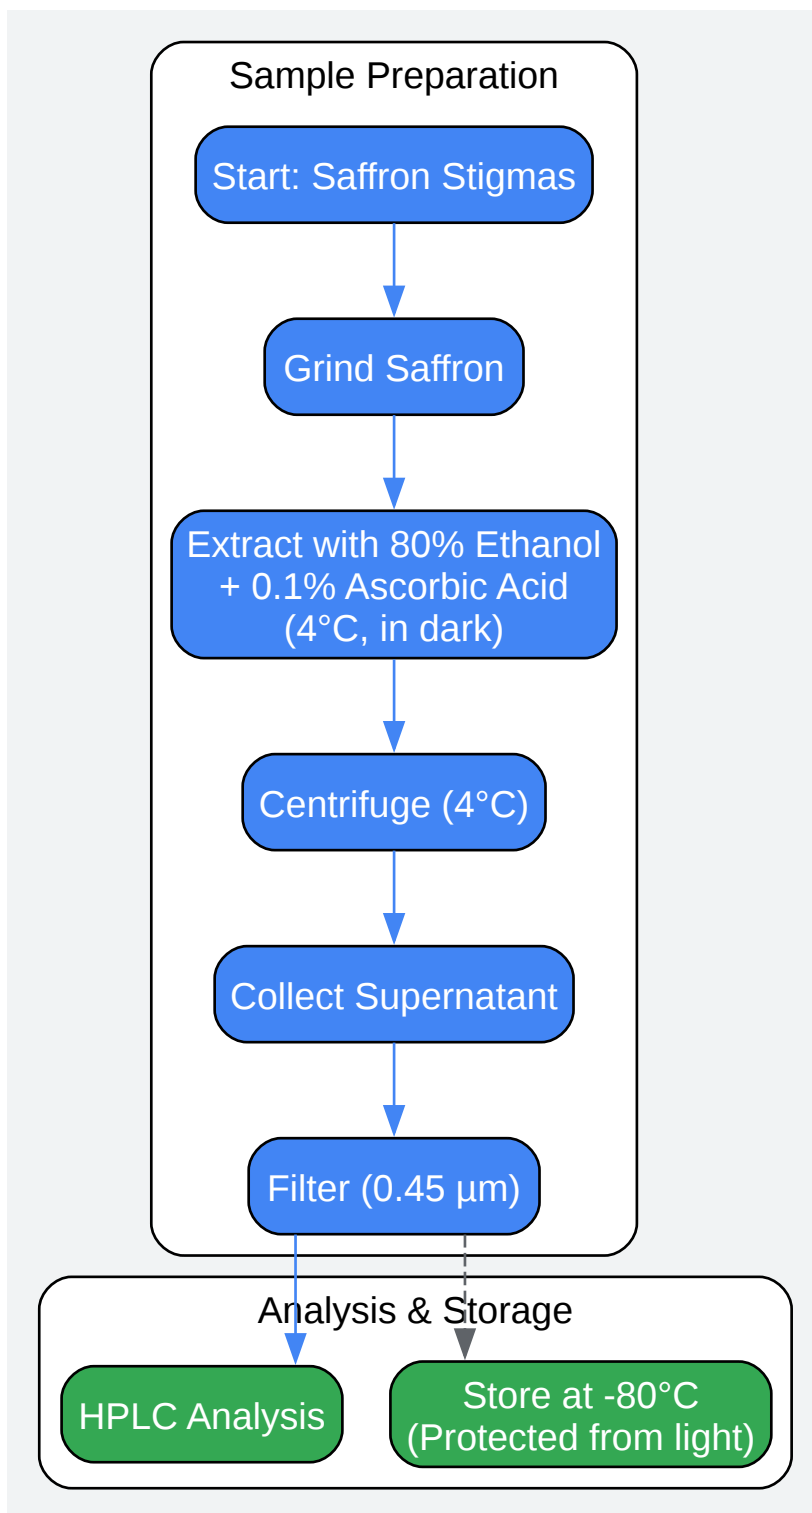 Sample Preparation
Start: Saffron Stigmas
Grind Saffron
Extract with 80% Ethanol
+ 0.1% Ascorbic Acid
(4°C, in dark)
Centrifuge (4°C)
Collect Supernatant
Filter (0.45 µm)
Analysis & Storage
HPLC Analysis
Store at -80°C
(Protected from light)